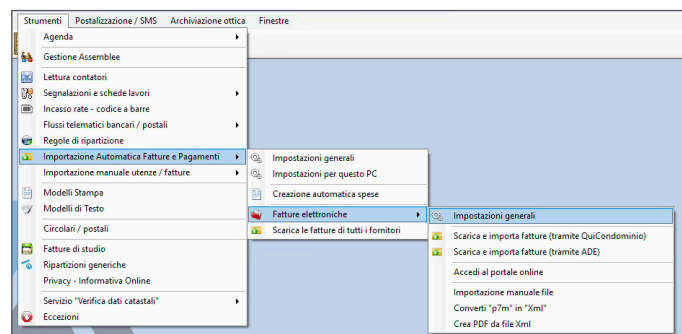 Strumenti Postalizzazione / SMS Archiviazione ottica Finestre
Agenda
Gestione Assemblee
Lettura contatori
Segnalazioni e schede lavori
Incasso rate - codice a barre
Flussi telematici bancari / postali
Regole di ripartizione
Importazione Automatica Fatture e Pagamenti
Importazione manuale utenze / fatture
Modelli Stampa
Modelli di Testo
Circolari / postali
Fatture di studio
Ripartizioni generiche
Privacy - Informativa Online
Servizio "Verifica dati catastali"
Eccezioni
Impostazioni generali
Impostazioni per questo PC
Creazione automatica spese
Fatture elettroniche
Scarica le fatture di tutti i fornitori
Impostazioni generali
Scarica e importa fatture (tramite QuiCondominio)
Scarica e importa fatture (tramite ADE)
Accedi al portale online
Importazione manuale file
Converti "p7m" in "Xml"
Crea PDF da file Xml